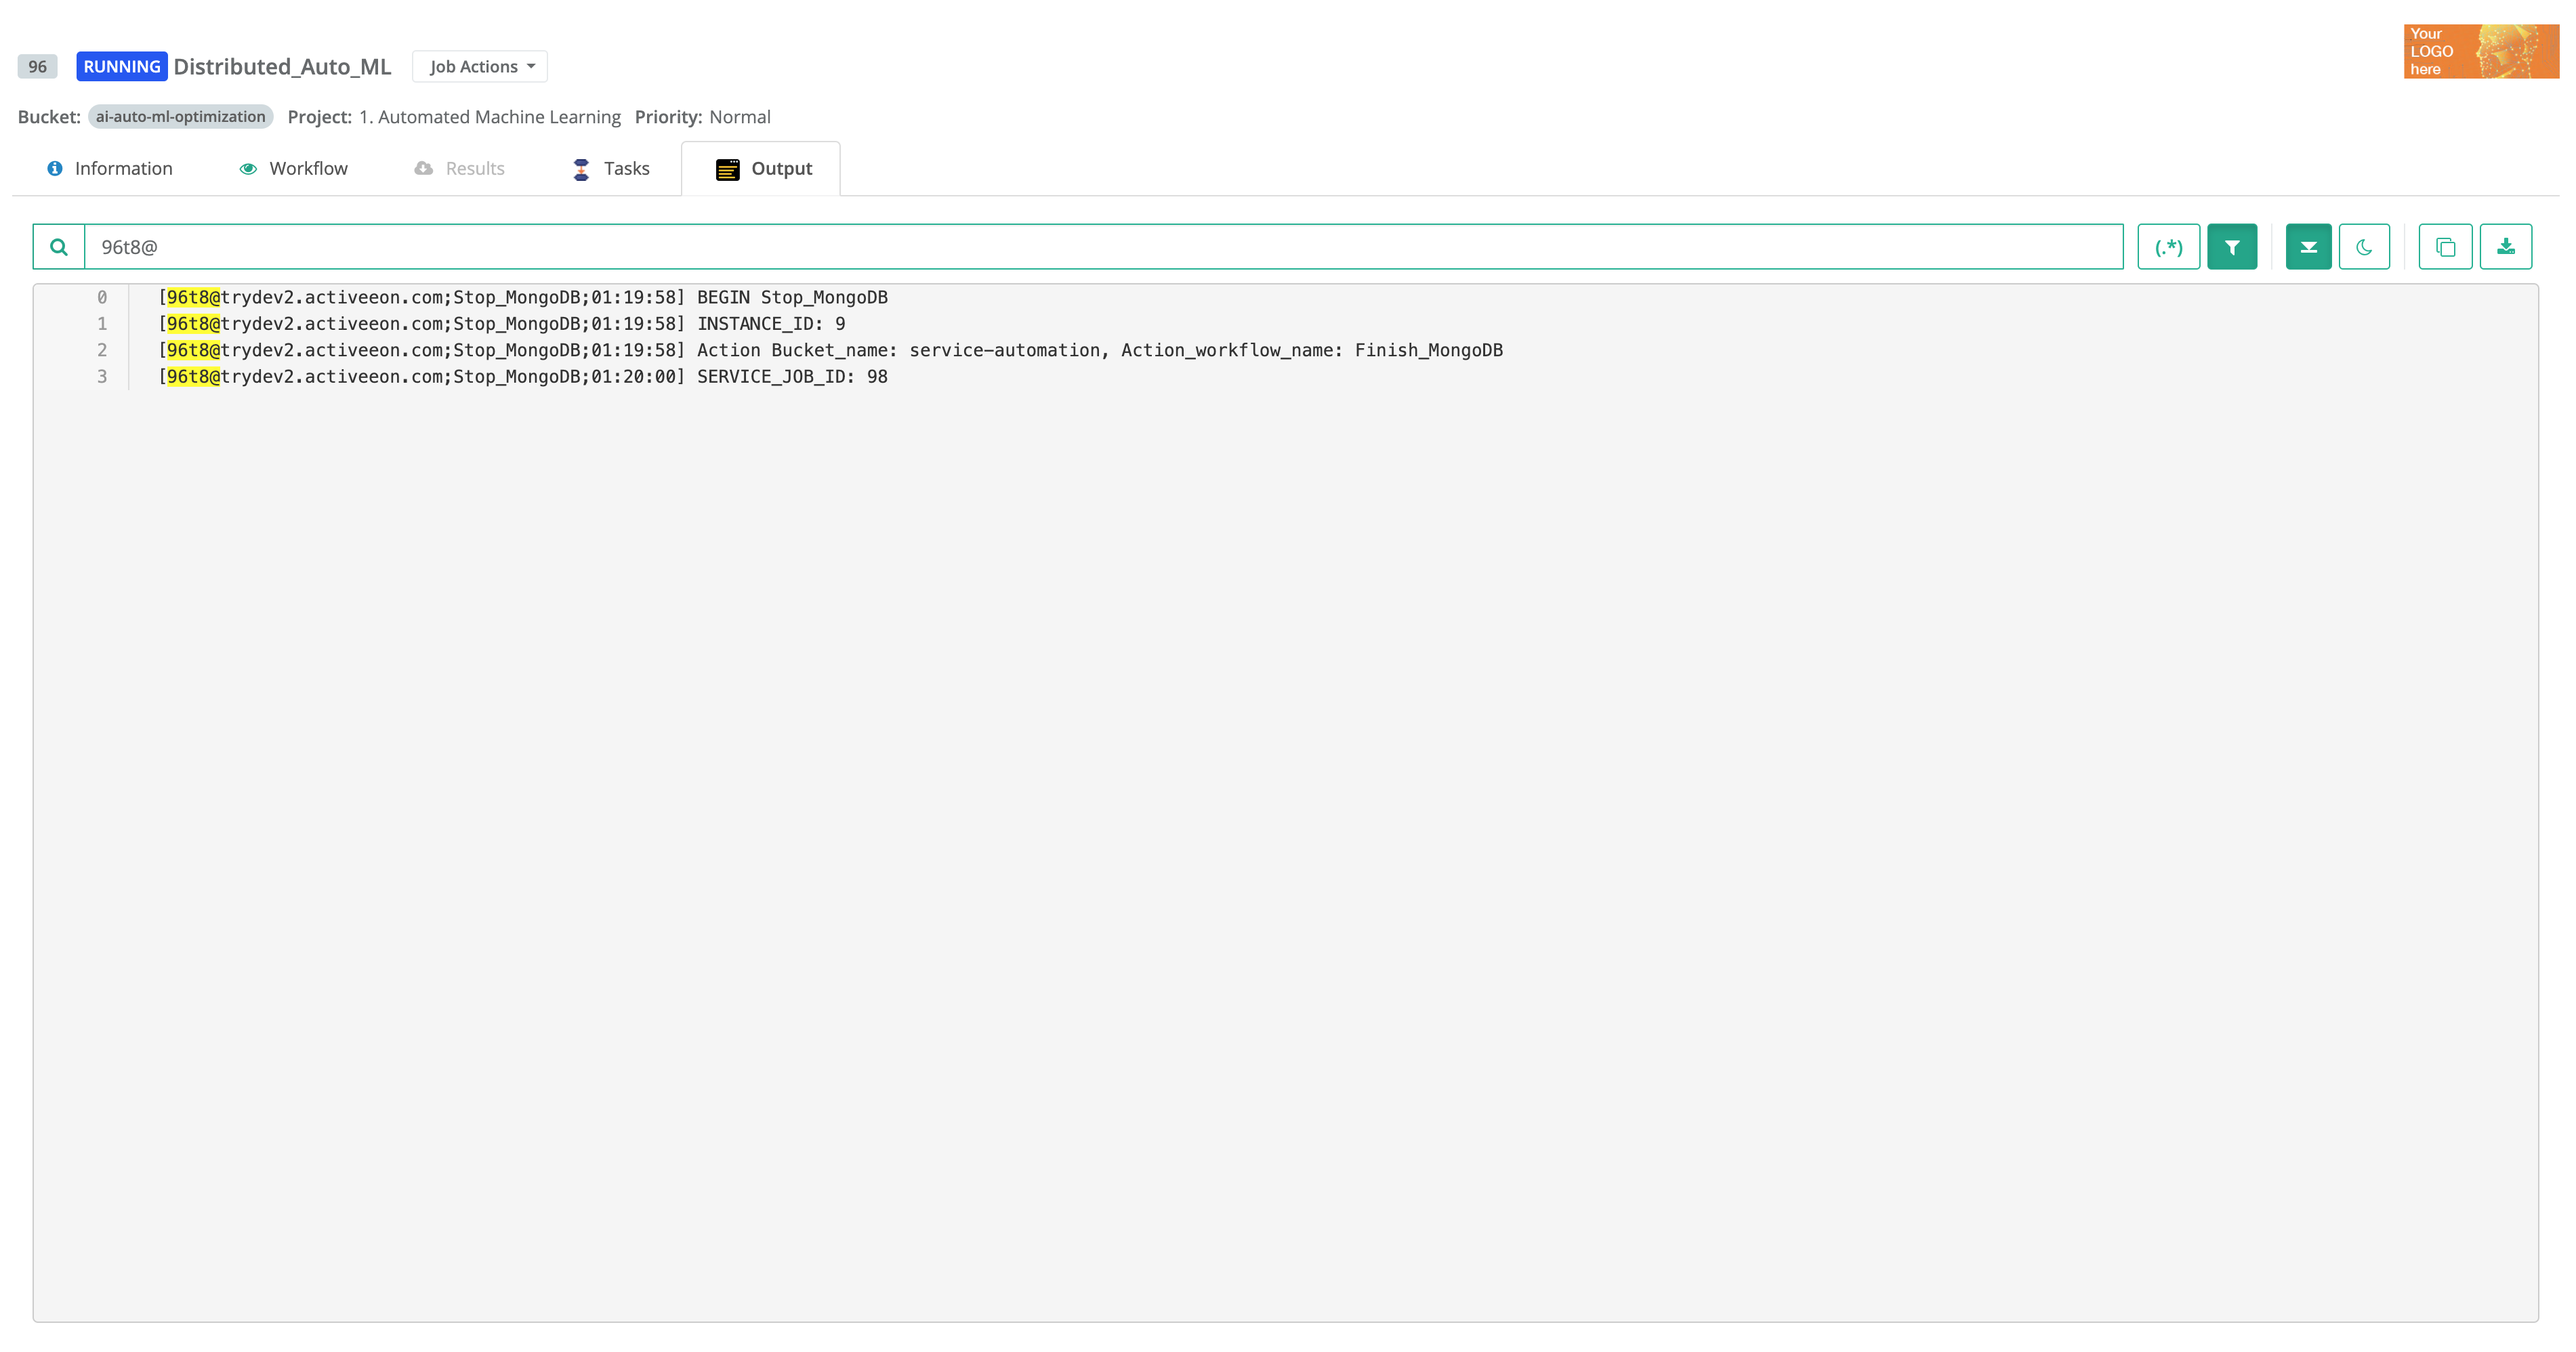 Your
LOGO
here
96 RUNNING Distributed_Auto_ML Job Actions
Bucket: ai-auto-ml-optimization Project: 1. Automated Machine Learning Priority: Normal
Information Workflow Results Tasks Output
96t8@ (.*)
0 [96t8@trydev2.activeeon.com;Stop_MongoDB;01:19:58] BEGIN Stop_MongoDB
1 [96t8@trydev2.activeeon.com;Stop_MongoDB;01:19:58] INSTANCE_ID: 9
2 [96t8@trydev2.activeeon.com;Stop_MongoDB;01:19:58] Action Bucket_name: service-automation, Action_workflow_name: Finish_MongoDB
3 [96t8@trydev2.activeeon.com;Stop_MongoDB;01:20:00] SERVICE_JOB_ID: 98